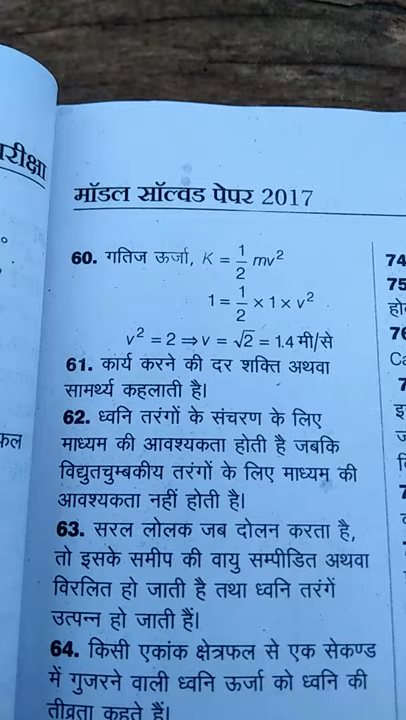 रीक्षा
मॉडल सॉल्वड पेपर 2017
60. गतिज ऊर्जा, K = 1/2 mv²
1 = 1/2 × 1 × v²
v² = 2 ⇒ v = √2 = 1.4 मी/से
61. कार्य करने की दर शक्ति अथवा
सामर्थ्य कहलाती है।
62. ध्वनि तरंगों के संचरण के लिए
माध्यम की आवश्यकता होती है जबकि
विद्युतचुम्बकीय तरंगों के लिए माध्यम की
आवश्यकता नहीं होती है।
63. सरल लोलक जब दोलन करता है,
तो इसके समीप की वायु सम्पीडित अथवा
विरलित हो जाती है तथा ध्वनि तरंगें
उत्पन्न हो जाती हैं।
64. किसी एकांक क्षेत्रफल से एक सेकण्ड
में गुजरने वाली ध्वनि ऊर्जा को ध्वनि की
तीव्रता कहते हैं।
फल
74
75
हो
76
Ca